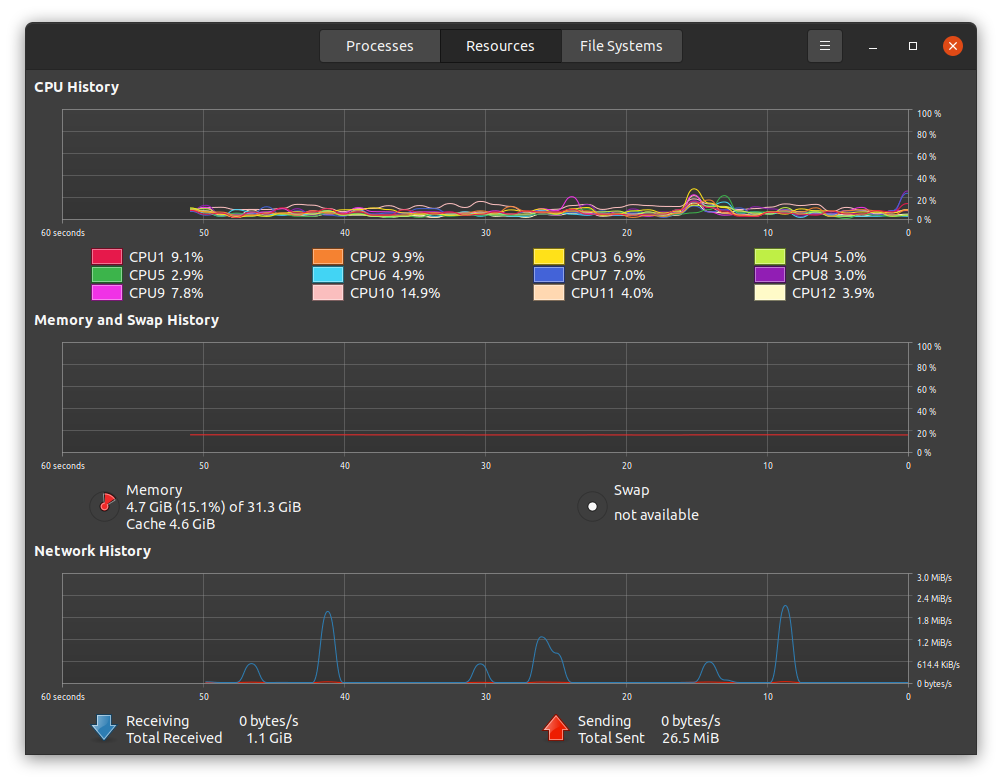 Processes Resources File Systems
CPU History
100 %
80 %
60 %
40 %
20 %
0 %
60 seconds 50 40 30 20 10 0
CPU1 9.1% CPU2 9.9% CPU3 6.9% CPU4 5.0%
CPU5 2.9% CPU6 4.9% CPU7 7.0% CPU8 3.0%
CPU9 7.8% CPU10 14.9% CPU11 4.0% CPU12 3.9%
Memory and Swap History
100 %
80 %
60 %
40 %
20 %
0 %
60 seconds 50 40 30 20 10 0
Memory
4.7 GiB (15.1%) of 31.3 GiB
Cache 4.6 GiB
Swap
not available
Network History
3.0 MiB/s
2.4 MiB/s
1.8 MiB/s
1.2 MiB/s
614.4 KiB/s
0 bytes/s
60 seconds 50 40 30 20 10 0
Receiving 0 bytes/s
Total Received 1.1 GiB
Sending 0 bytes/s
Total Sent 26.5 MiB